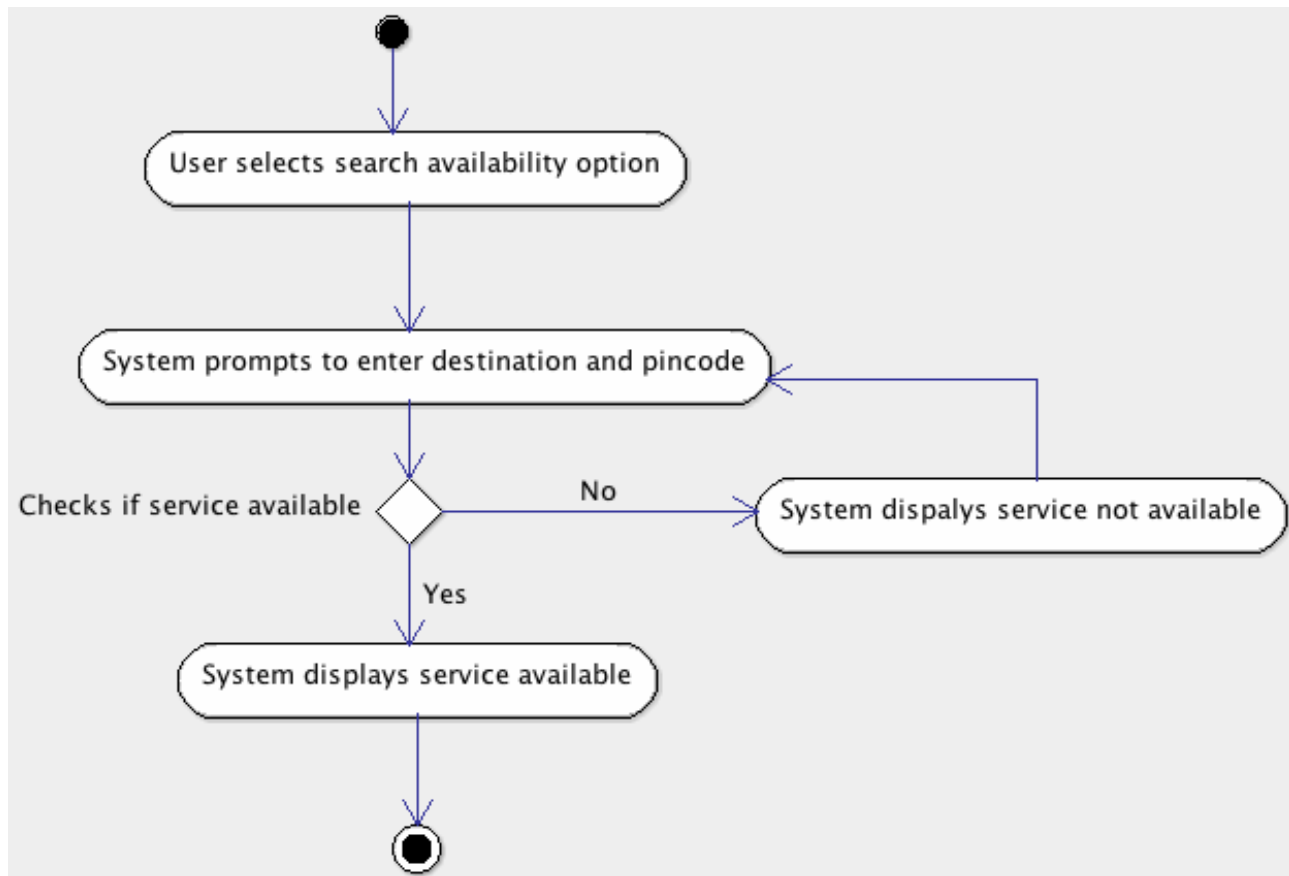 User selects search availability option
System prompts to enter destination and pincode
Checks if service available
No
System dispalys service not available
Yes
System displays service available